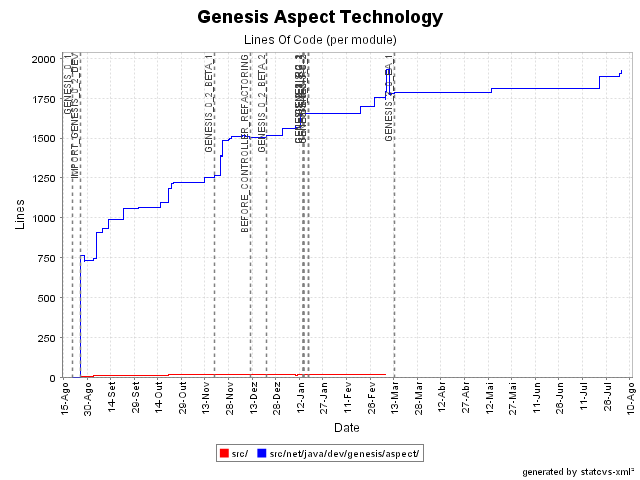 Genesis Aspect Technology
Lines Of Code (per module)
Lines
2000
1750
1500
1250
1000
750
500
250
0
GENESIS_0_1
IMPORT_GENESIS_0_2_DEV
GENESIS_0_2_BETA_1
BEFORE_CONTROLLER_REFACTORING
GENESIS_0_2_BETA_2
15-Ago
30-Ago
14-Set
29-Set
14-Out
29-Out
13-Nov
28-Nov
13-Dez
28-Dez
12-Jan
27-Jan
11-Fev
26-Fev
13-Mar
28-Mar
12-Abr
27-Abr
12-Mai
27-Mai
11-Jun
26-Jun
11-Jul
26-Jul
10-Ago
Date
src/
src/net/java/dev/genesis/aspect/
generated by statcvs-xml²